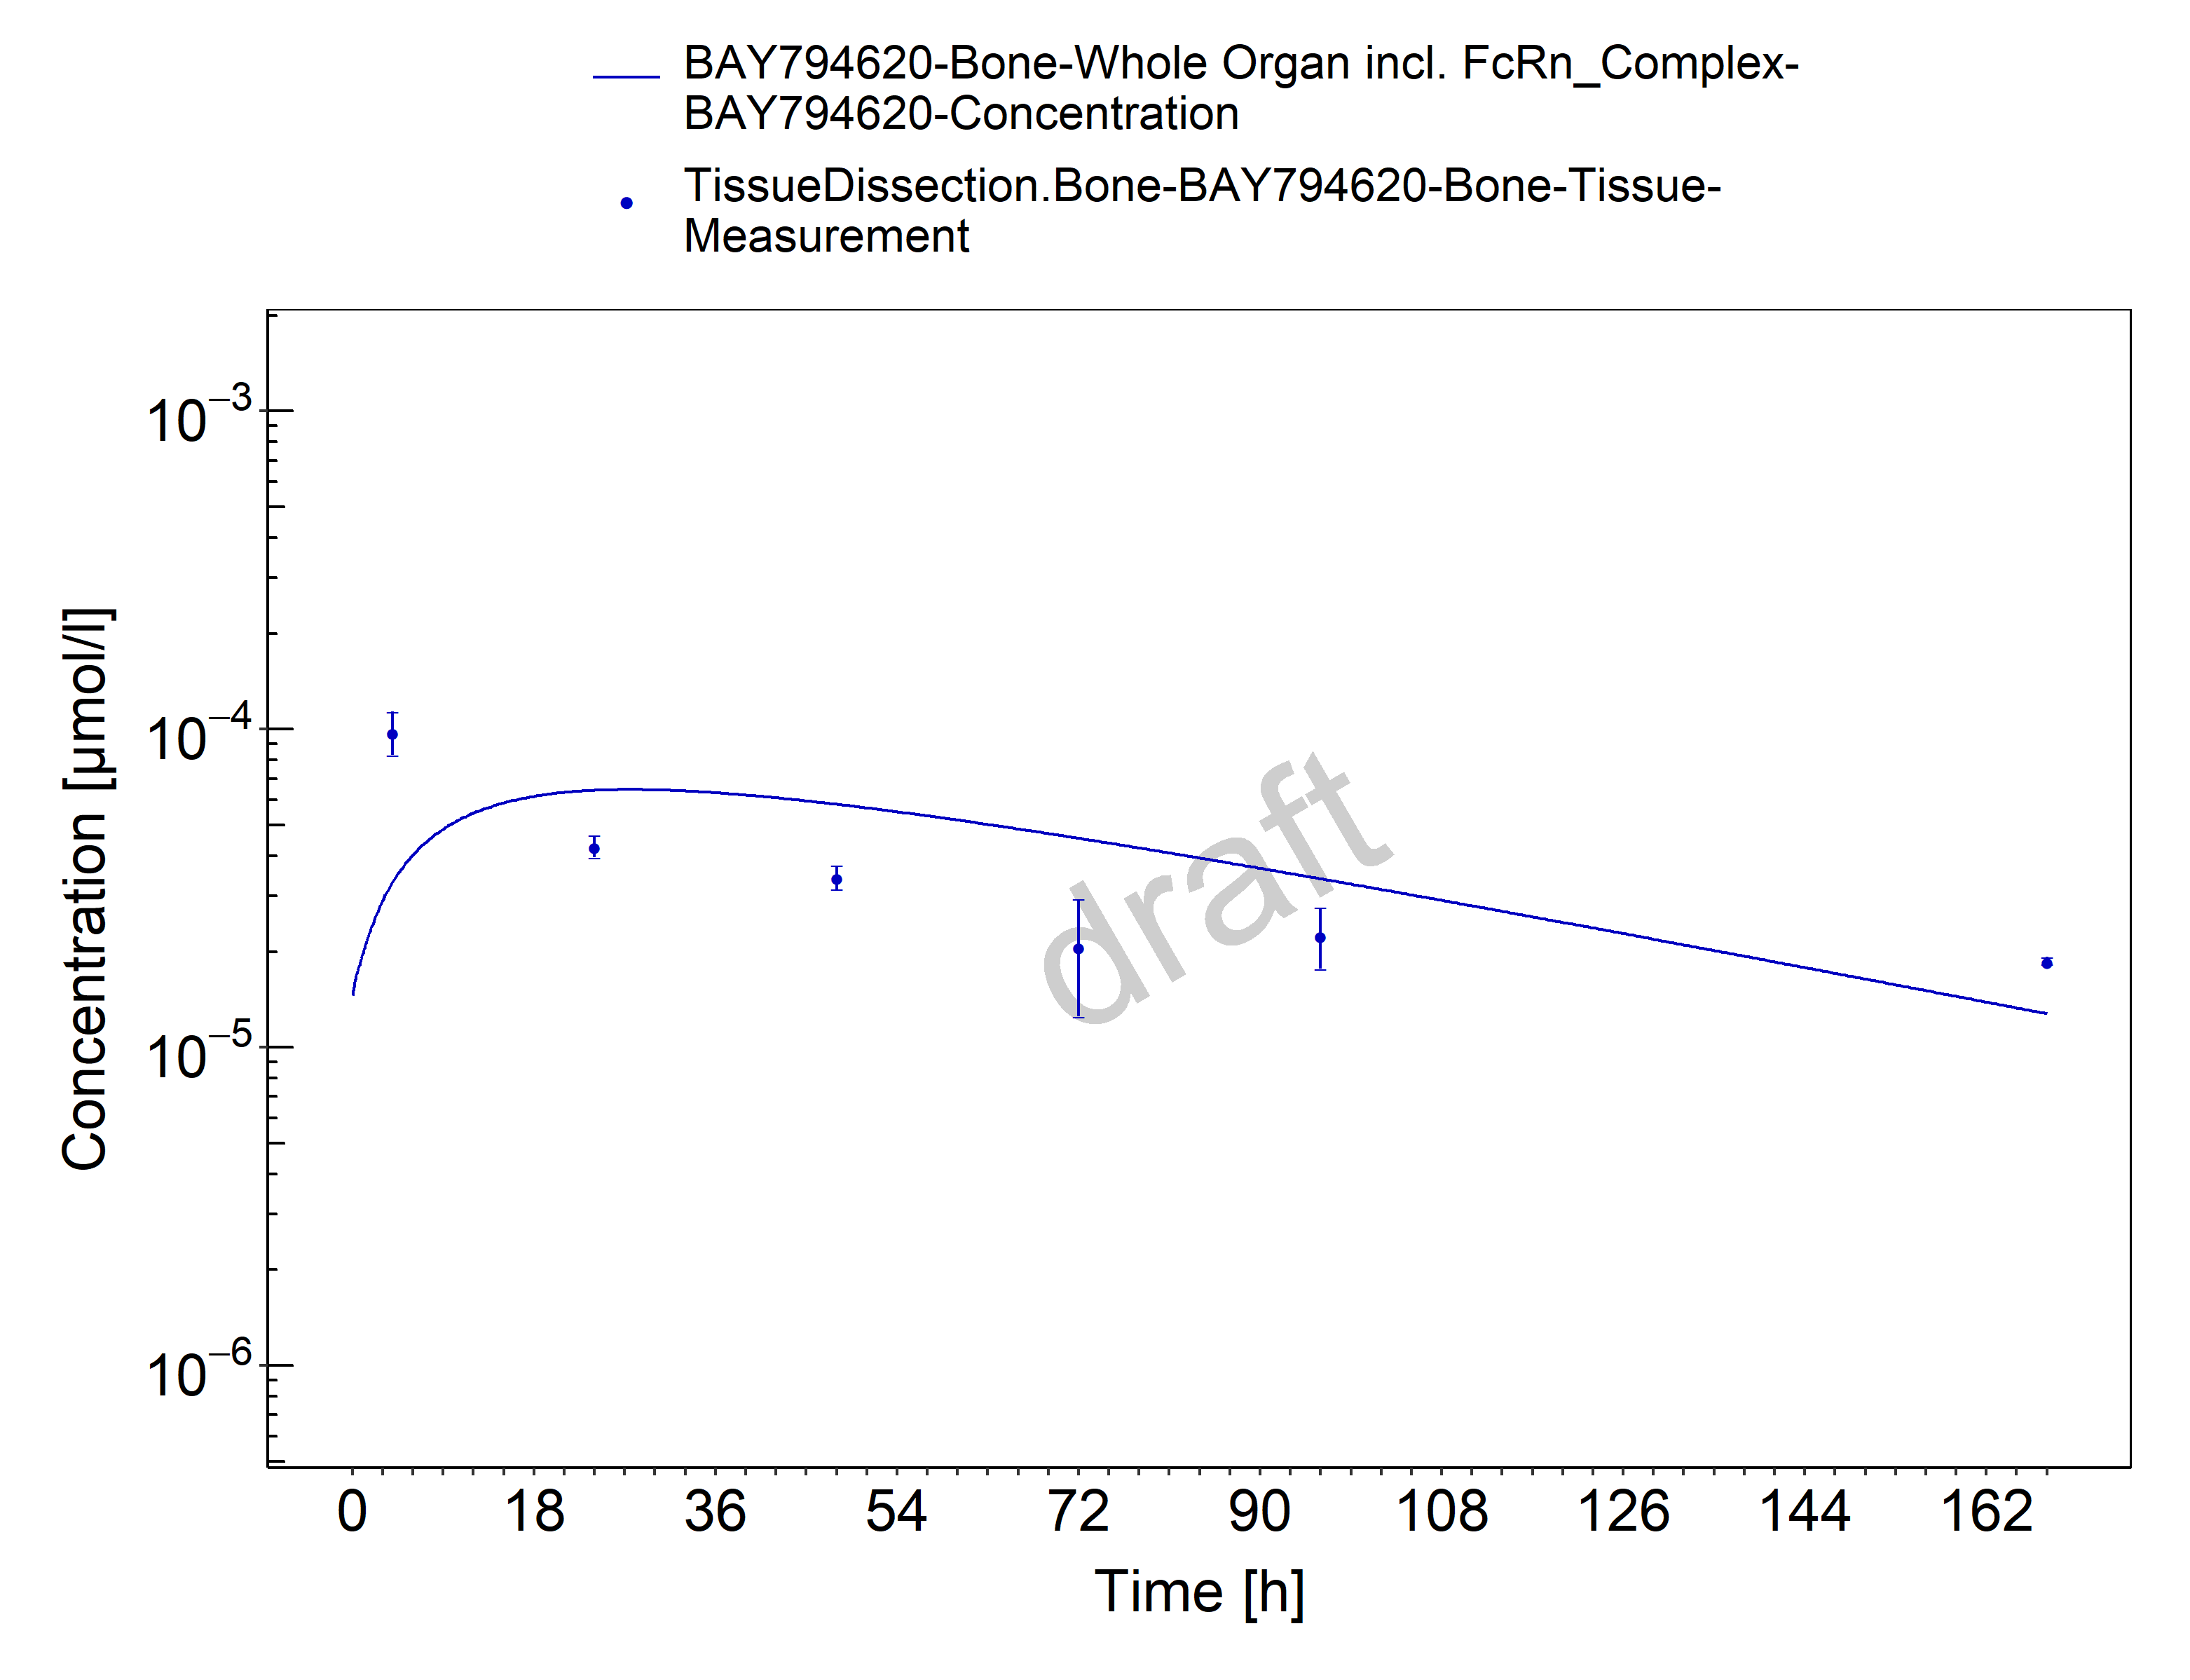 BAY794620-Bone-Whole Organ incl. FcRn_Complex-
BAY794620-Concentration
TissueDissection.Bone-BAY794620-Bone-Tissue-
Measurement
Concentration [µmol/l]
10⁻³
10⁻⁴
10⁻⁵
10⁻⁶
draft
0 18 36 54 72 90 108 126 144 162
Time [h]